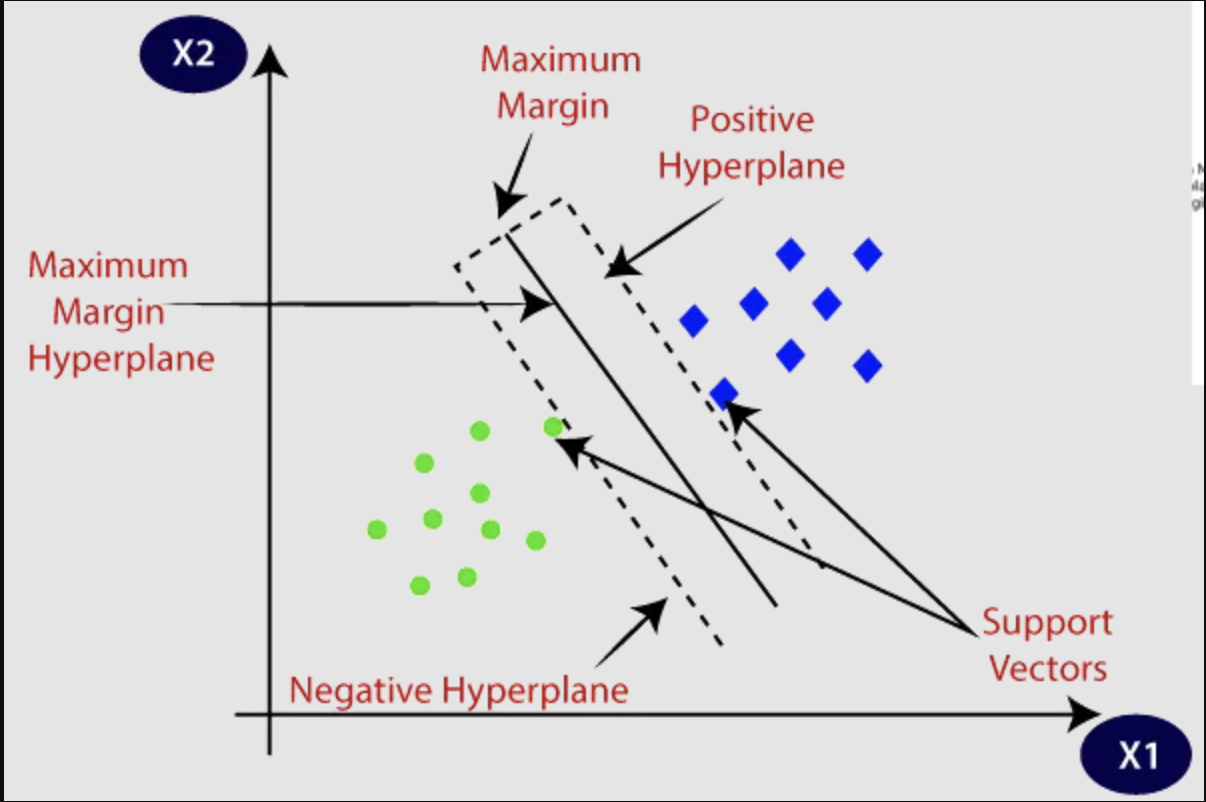 X2
Maximum
Margin
Positive
Hyperplane
Maximum
Margin
Hyperplane
Support
Vectors
Negative Hyperplane
X1